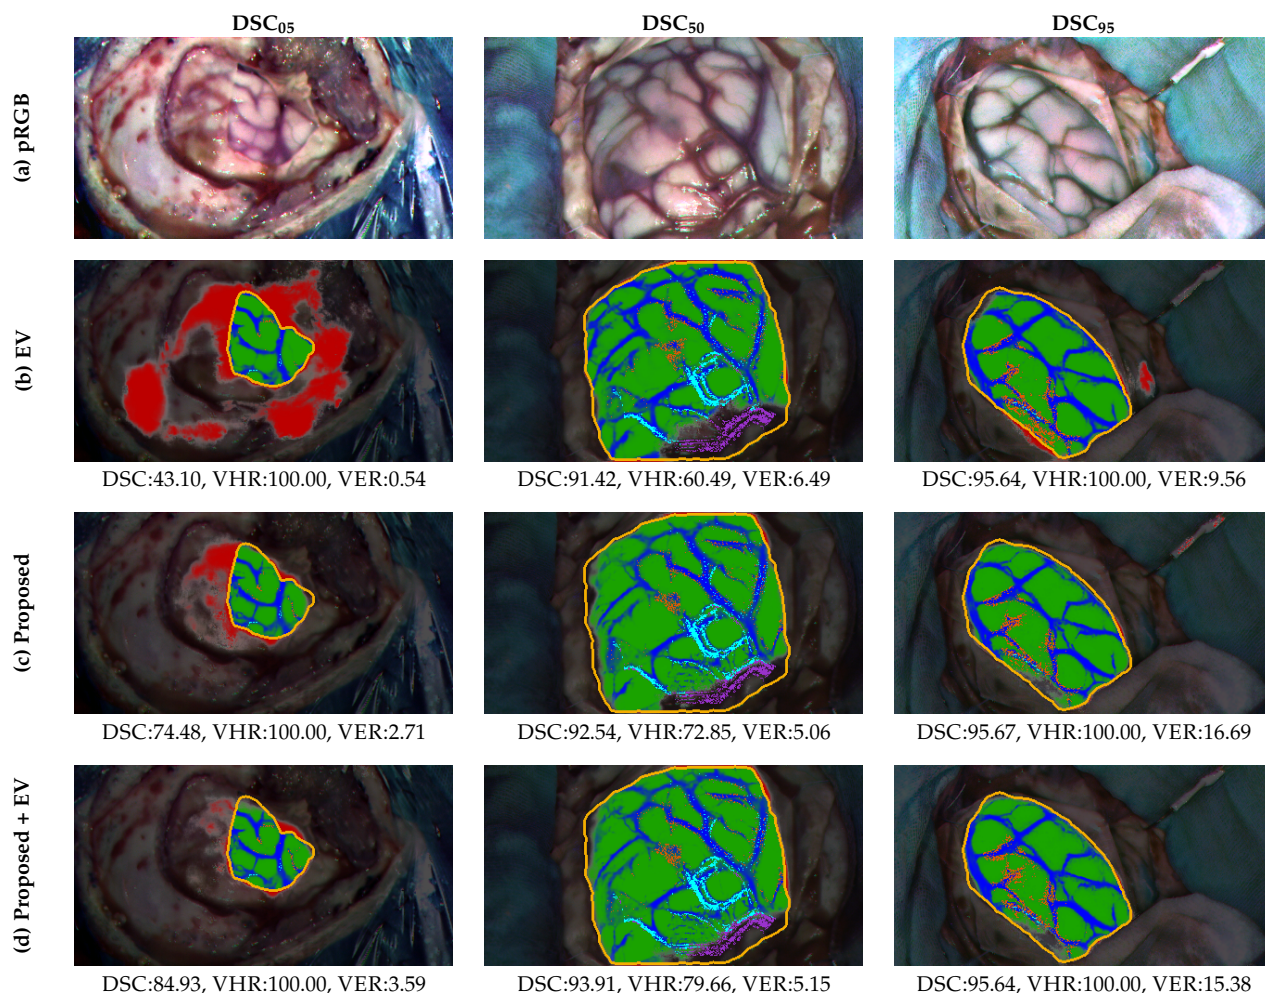 DSC05 DSC50 DSC95
(a) pRGB
(b) EV
DSC:43.10, VHR:100.00, VER:0.54 DSC:91.42, VHR:60.49, VER:6.49 DSC:95.64, VHR:100.00, VER:9.56
(c) Proposed
DSC:74.48, VHR:100.00, VER:2.71 DSC:92.54, VHR:72.85, VER:5.06 DSC:95.67, VHR:100.00, VER:16.69
(d) Proposed + EV
DSC:84.93, VHR:100.00, VER:3.59 DSC:93.91, VHR:79.66, VER:5.15 DSC:95.64, VHR:100.00, VER:15.38